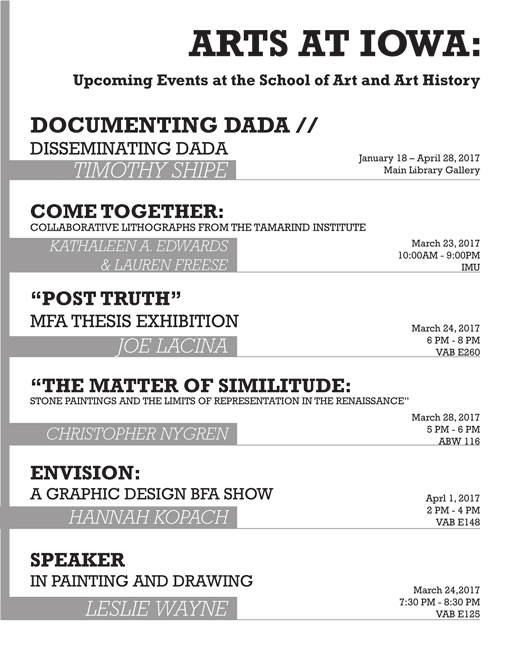 ARTS AT IOWA:
Upcoming Events at the School of Art and Art History
DOCUMENTING DADA //
DISSEMINATING DADA
TIMOTHY SHIPE
January 18 – April 28, 2017
Main Library Gallery
COME TOGETHER:
COLLABORATIVE LITHOGRAPHS FROM THE TAMARIND INSTITUTE
KATHALEEN A. EDWARDS
& LAUREN FREESE
March 23, 2017
10:00AM - 9:00PM
IMU
“POST TRUTH”
MFA THESIS EXHIBITION
JOE LACINA
March 24, 2017
6 PM - 8 PM
VAB E260
“THE MATTER OF SIMILITUDE:
STONE PAINTINGS AND THE LIMITS OF REPRESENTATION IN THE RENAISSANCE”
CHRISTOPHER NYGREN
March 28, 2017
5 PM - 6 PM
ABW 116
ENVISION:
A GRAPHIC DESIGN BFA SHOW
HANNAH KOPACH
Aprl 1, 2017
2 PM - 4 PM
VAB E148
SPEAKER
IN PAINTING AND DRAWING
LESLIE WAYNE
March 24,2017
7:30 PM - 8:30 PM
VAB E125